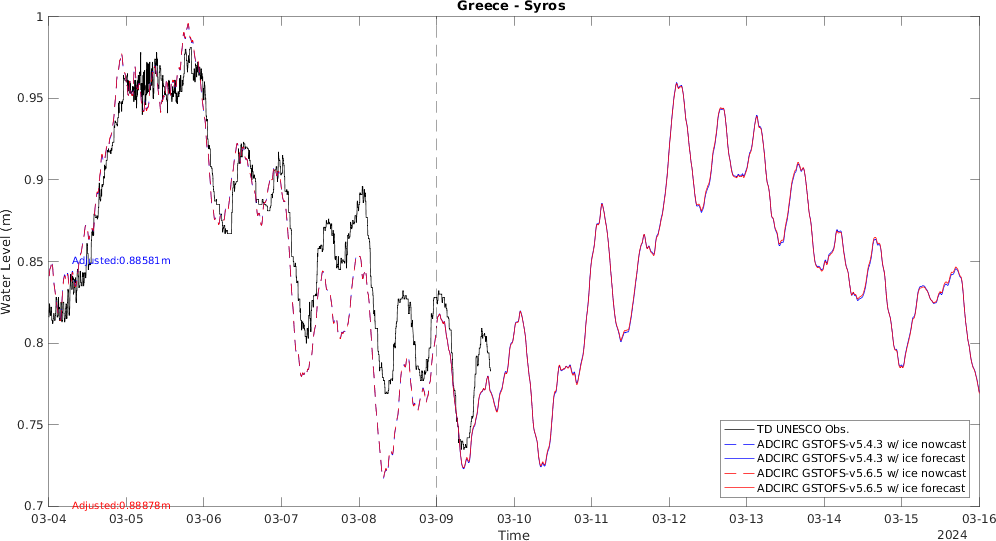 Greece - Syros
1
0.95
0.9
0.85
0.8
0.75
0.7
Water Level (m)
Adjusted:0.88581m
Adjusted:0.88878m
TD UNESCO Obs.
ADCIRC GSTOFS-v5.4.3 w/ ice nowcast
ADCIRC GSTOFS-v5.4.3 w/ ice forecast
ADCIRC GSTOFS-v5.6.5 w/ ice nowcast
ADCIRC GSTOFS-v5.6.5 w/ ice forecast
03-04 03-05 03-06 03-07 03-08 03-09 03-10 03-11 03-12 03-13 03-14 03-15 03-16
Time
2024